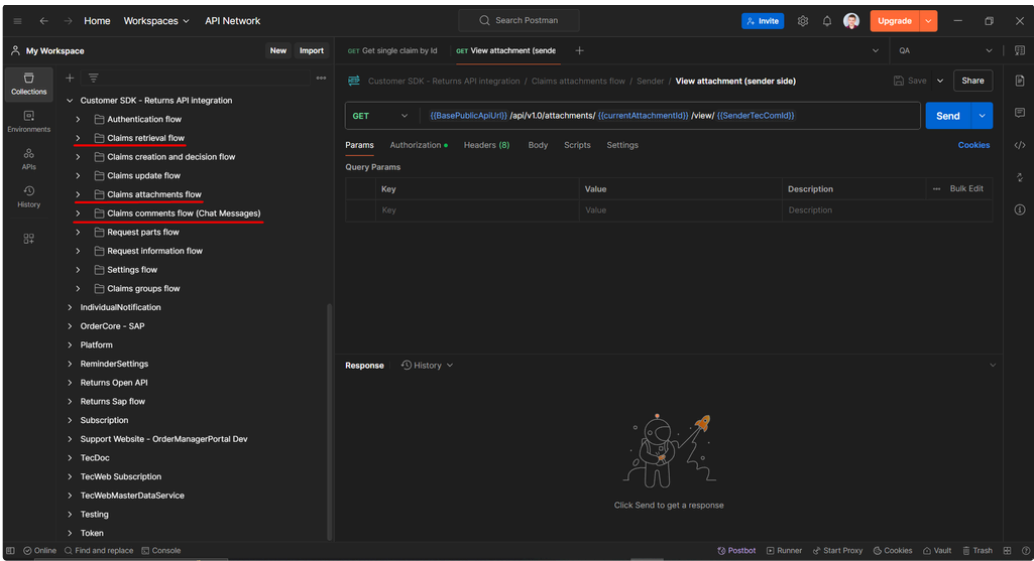 Home Workspaces API Network Search Postman Invite Upgrade
My Workspace New Import GET Get single claim by Id GET View attachment (sende QA
Collections
Environments
APIs
History
Customer SDK - Returns API integration
Authentication flow
Claims retrieval flow
Claims creation and decision flow
Claims update flow
Claims attachments flow
Claims comments flow (Chat Messages)
Request parts flow
Request information flow
Settings flow
Claims groups flow
IndividualNotification
OrderCore - SAP
Platform
ReminderSettings
Returns Open API
Returns Sap flow
Subscription
Support Website - OrderManagerPortal Dev
TecDoc
TecWeb Subscription
TecWebMasterDataService
Testing
Token
Customer SDK - Returns API integration / Claims attachments flow / Sender / View attachment (sender side) Save Share
GET {{BasePublicApiUrl}} /api/v1.0/attachments/ {{currentAttachmentId}} /view/ {{SenderTecComId}} Send
Params Authorization Headers (8) Body Scripts Settings Cookies
Query Params
Key Value Description Bulk Edit
Key Value Description
Response History
Click Send to get a response
Online Find and replace Console Postbot Runner Start Proxy Cookies Vault Trash